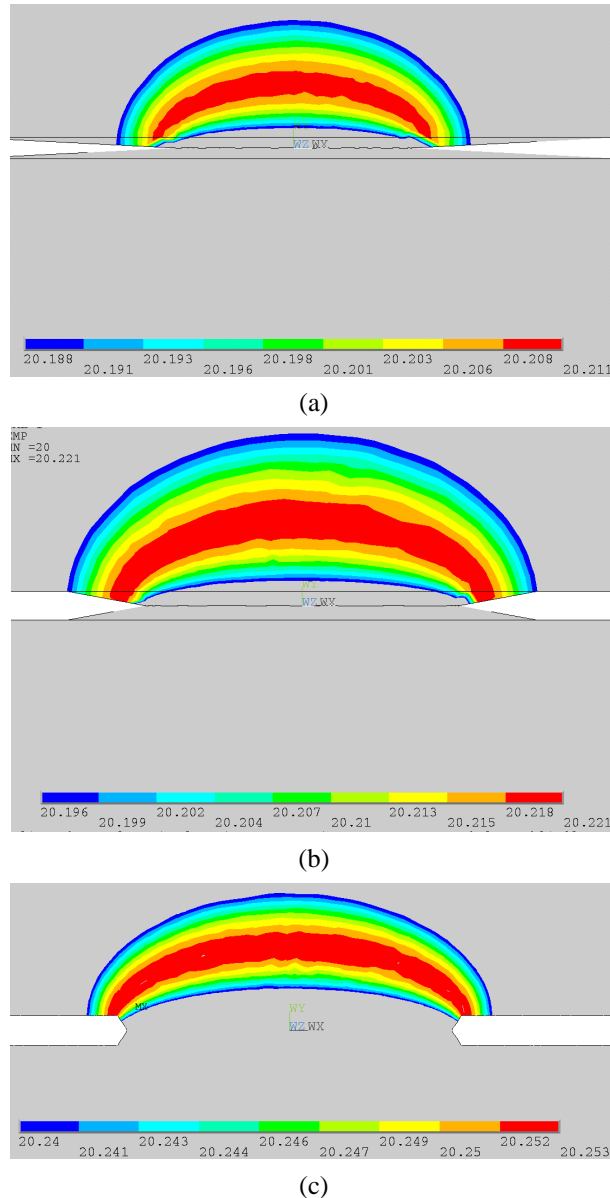 WZ WX
20.188 20.193 20.198 20.203 20.208
20.191 20.196 20.201 20.206 20.211
(a)
EMP
=20
=20.221
WY
WZ WX
20.196 20.202 20.207 20.213 20.218
20.199 20.204 20.21 20.215 20.221
(b)
MX
WY
WZ WX
20.24 20.243 20.246 20.249 20.252
20.241 20.244 20.247 20.25 20.253
(c)